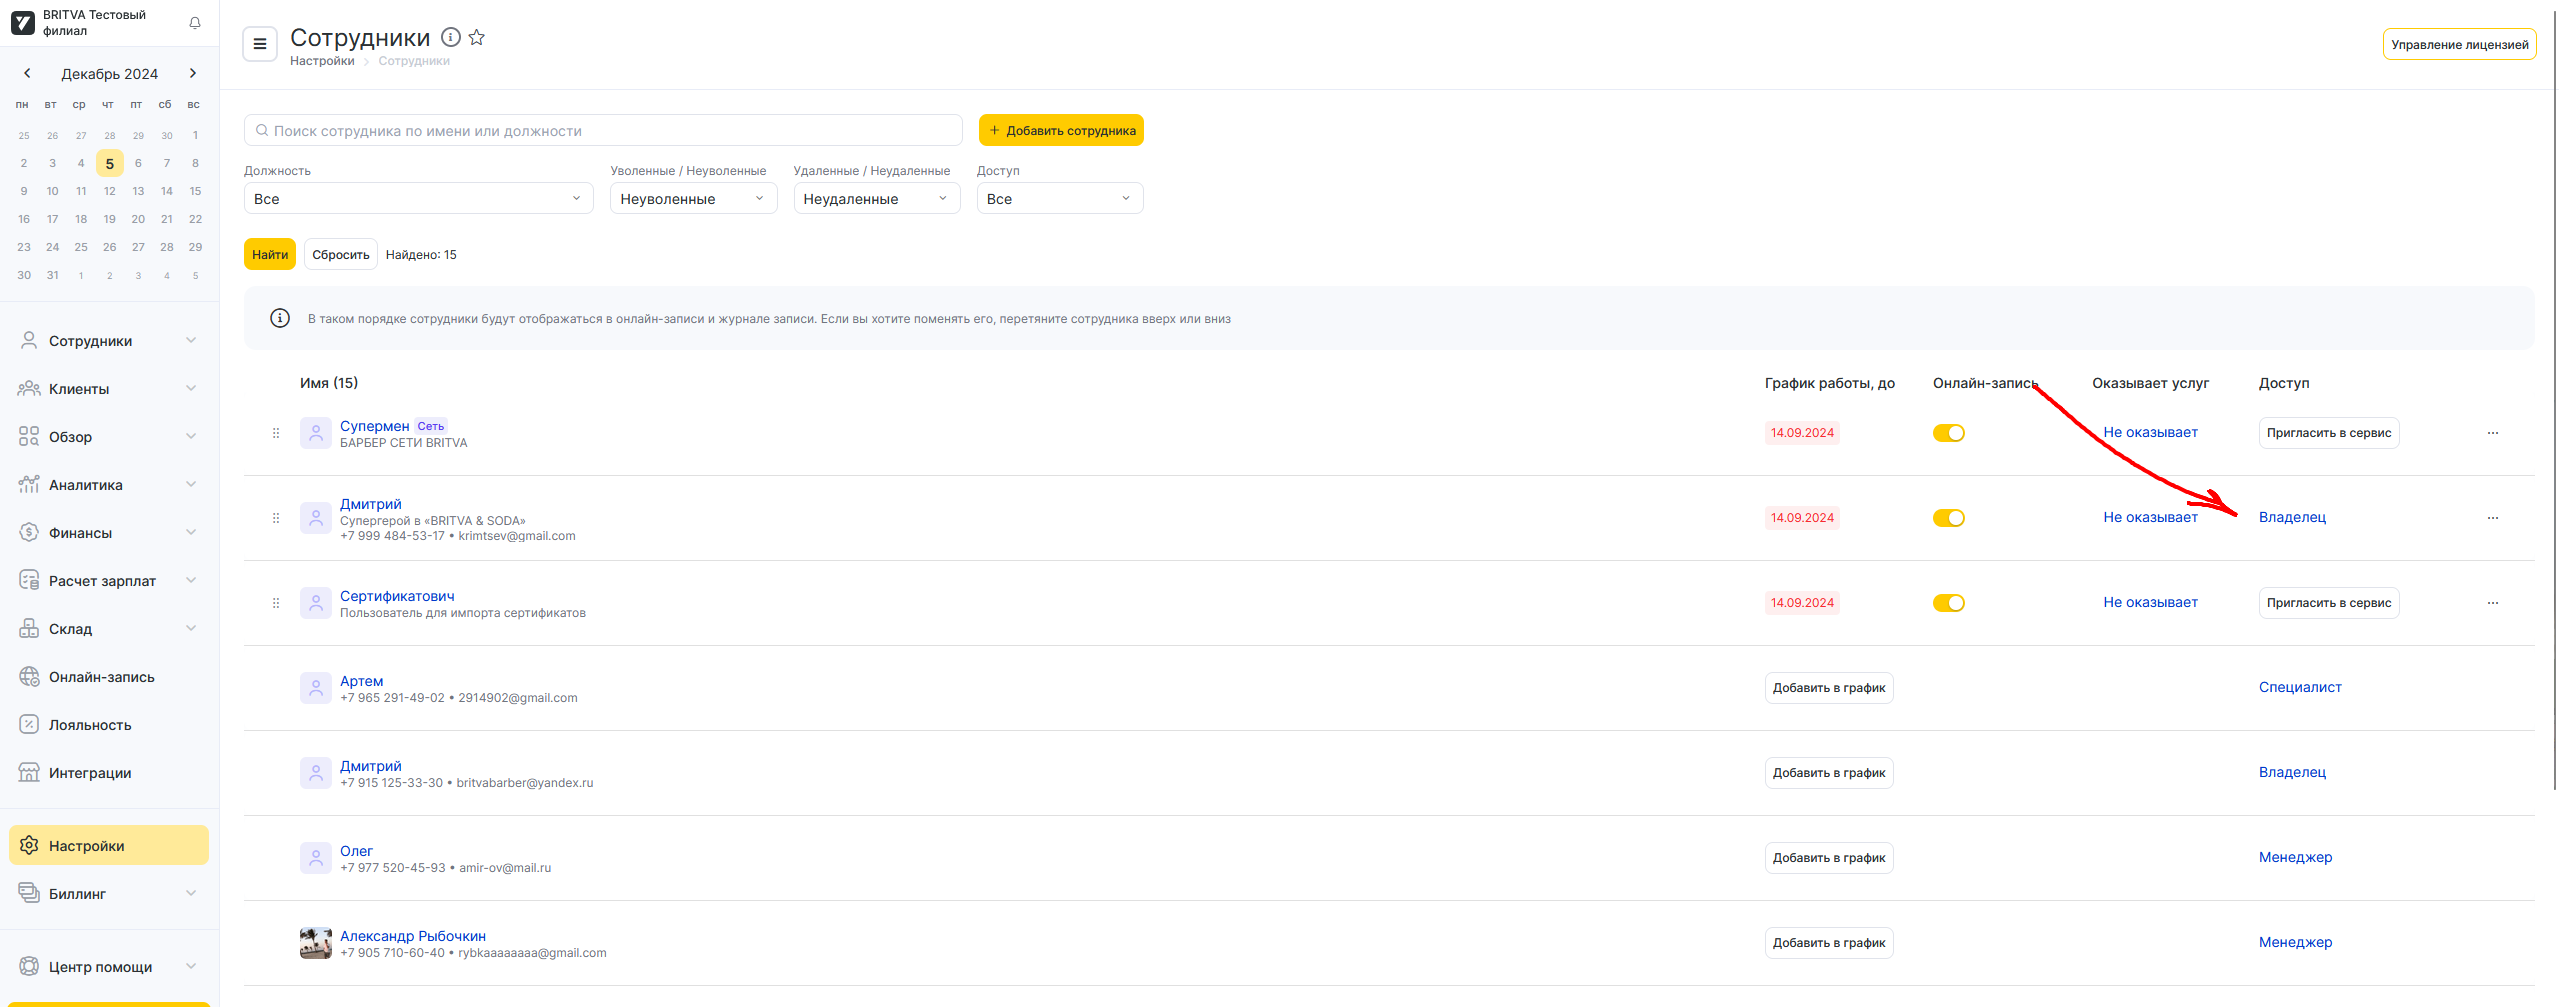 BRITVA Тестовый
филиал
Декабрь 2024
пн вт ср чт пт сб вс
25 26 27 28 29 30 1
2 3 4 5 6 7 8
9 10 11 12 13 14 15
16 17 18 19 20 21 22
23 24 25 26 27 28 29
30 31 1 2 3 4 5
Сотрудники
Клиенты
Обзор
Аналитика
Финансы
Расчет зарплат
Склад
Онлайн-запись
Лояльность
Интеграции
Настройки
Биллинг
Центр помощи
Сотрудники
Настройки > Сотрудники
Управление лицензией
Поиск сотрудника по имени или должности
+ Добавить сотрудника
Должность Уволенные / Неуволенные Удаленные / Неудаленные Доступ
Все Неуволенные Неудаленные Все
Найти Сбросить Найдено: 15
В таком порядке сотрудники будут отображаться в онлайн-записи и журнале записи. Если вы хотите поменять его, перетяните сотрудника вверх или вниз
Имя (15) График работы, до Онлайн-запись Оказывает услуг Доступ
Супермен Сеть
БАРБЕР СЕТИ BRITVA
14.09.2024 Не оказывает Пригласить в сервис
Дмитрий
Супергерой в «BRITVA & SODA»
+7 999 484-53-17 • krimtsev@gmail.com
14.09.2024 Не оказывает Владелец
Сертификатович
Пользователь для импорта сертификатов
14.09.2024 Не оказывает Пригласить в сервис
Артем
+7 965 291-49-02 • 2914902@gmail.com
Добавить в график Специалист
Дмитрий
+7 915 125-33-30 • britvabarber@yandex.ru
Добавить в график Владелец
Олег
+7 977 520-45-93 • amir-ov@mail.ru
Добавить в график Менеджер
Александр Рыбочкин
+7 905 710-60-40 • rybkaaaaaaaa@gmail.com
Добавить в график Менеджер